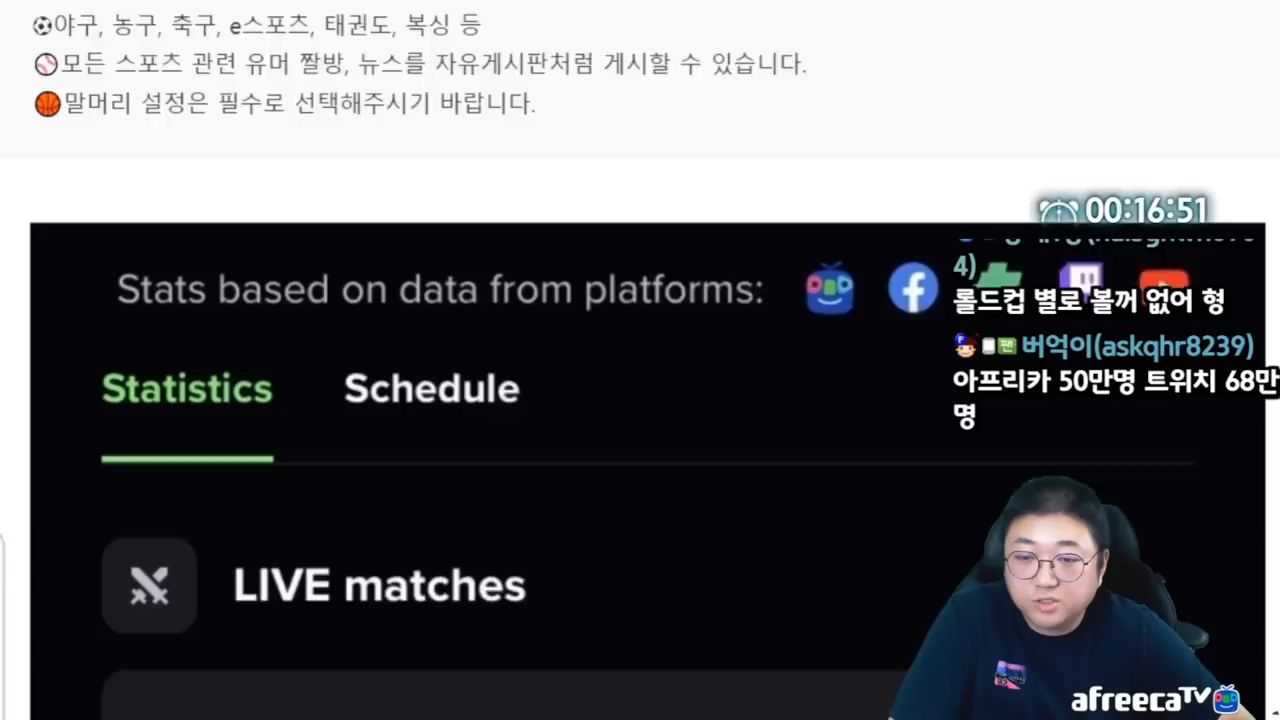 야구, 농구, 축구, e스포츠, 태권도, 복싱 등
모든 스포츠 관련 유머 짤방, 뉴스를 자유게시판처럼 게시할 수 있습니다.
말머리 설정은 필수로 선택해주시기 바랍니다.
00:16:51
Stats based on data from platforms:
4)
롤드컵 별로 볼꺼 없어 형
버억이(askqhr8239)
아프리카 50만명 트위치 68만
명
Statistics Schedule
LIVE matches
afreecaTV